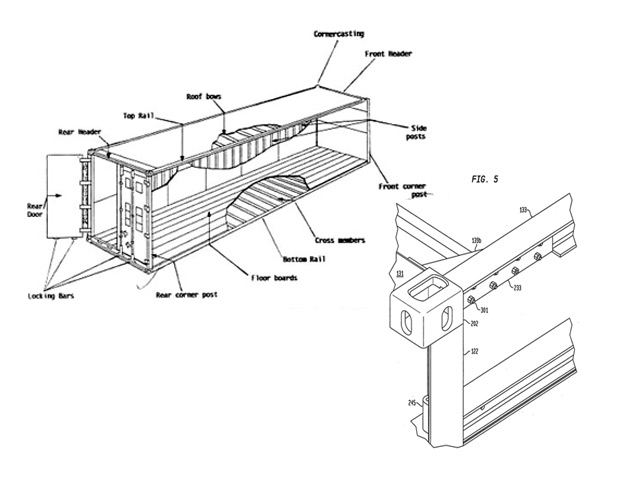 Cornercasting
Front Header
Roof bows
Top Rail
Rear Header
Side
posts
Front corner
post
Rear
Door
Cross members
Bottom Rail
Floor boards
Rear corner post
Locking Bars
FIG. 5
133
133b
131
233
301
202
122
245